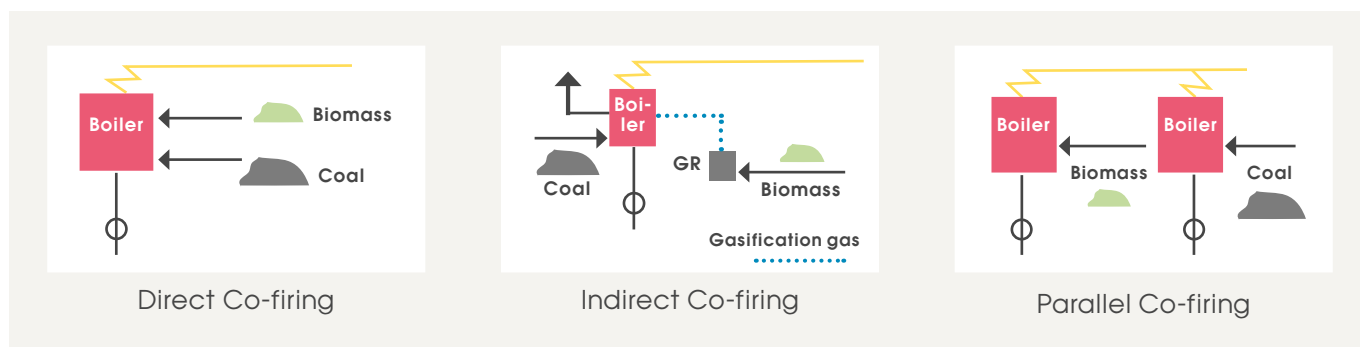 Boiler
Biomass
Coal
Direct Co-firing
Boi-
ler
Coal
GR
Biomass
Gasification gas
Indirect Co-firing
Boiler
Biomass
Boiler
Coal
Parallel Co-firing